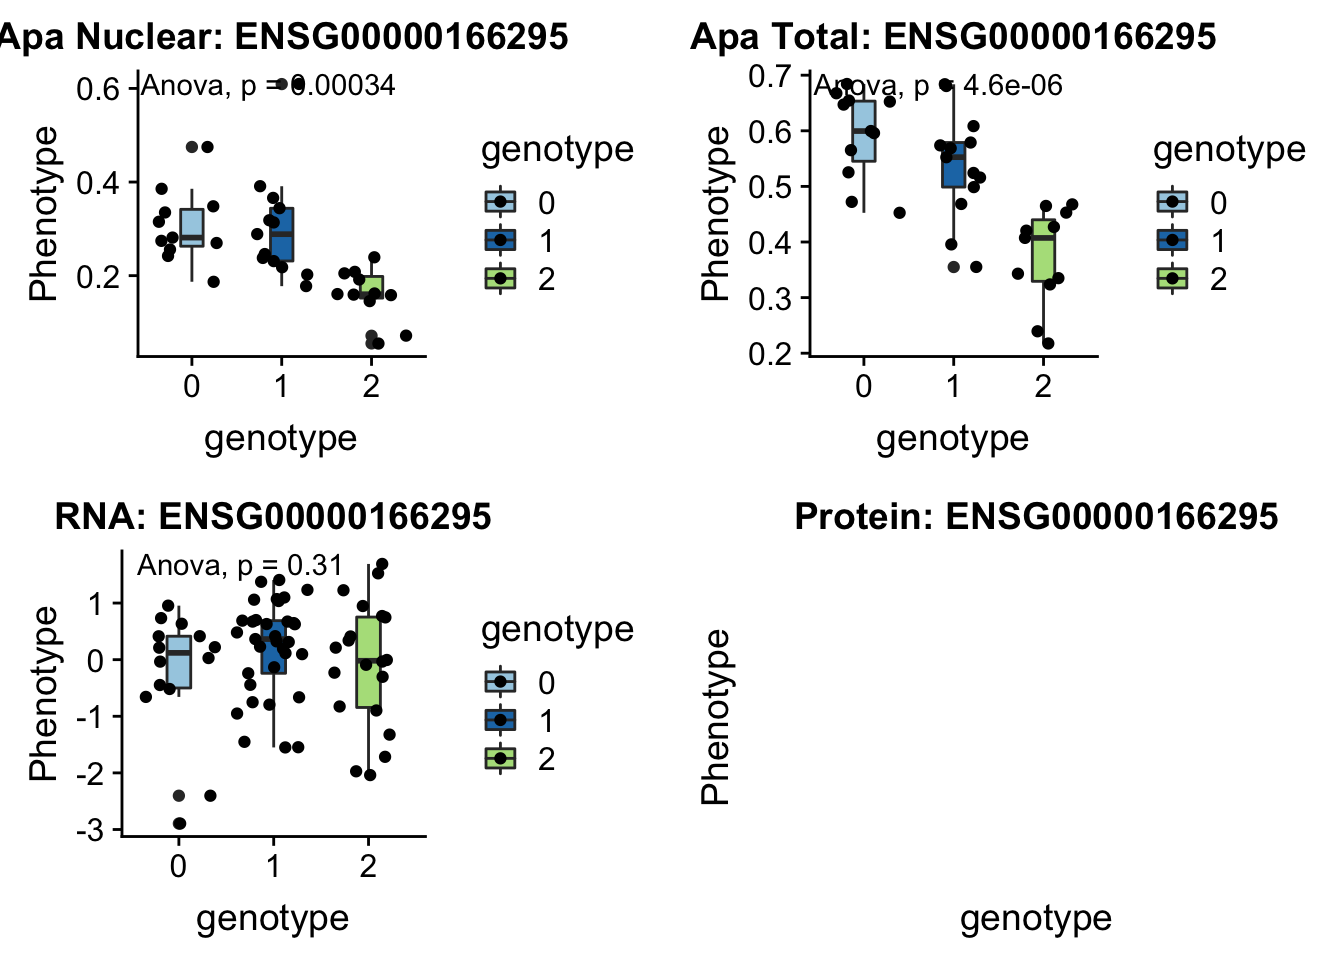 Apa Nuclear: ENSG00000166295
Anova, p = 0.00034
0.6
0.4
0.2
Phenotype
0
1
2
genotype
genotype
0
1
2
Apa Total: ENSG00000166295
Anova, p = 4.6e-06
0.7
0.6
0.5
0.4
0.3
0.2
Phenotype
0
1
2
genotype
genotype
0
1
2
RNA: ENSG00000166295
Anova, p = 0.31
1
0
-1
-2
-3
Phenotype
0
1
2
genotype
genotype
0
1
2
Protein: ENSG00000166295
Phenotype
genotype